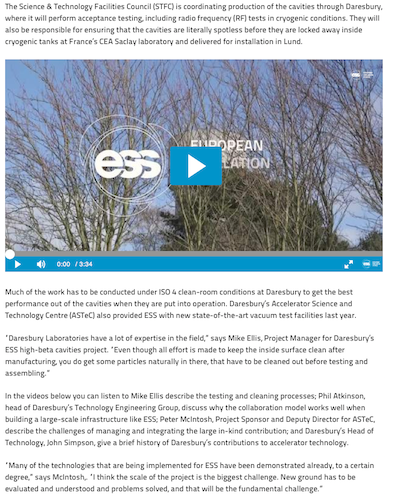 The Science & Technology Facilities Council (STFC) is coordinating production of the cavities through Daresbury,
where it will perform acceptance testing, including radio frequency (RF) tests in cryogenic conditions. They will
also be responsible for ensuring that the cavities are literally spotless before they are locked away inside
cryogenic tanks at France's CEA Saclay laboratory and delivered for installation in Lund.
ess
EUROPEAN
0:00 / 3:34
Much of the work has to be conducted under ISO 4 clean-room conditions at Daresbury to get the best
performance out of the cavities when they are put into operation. Daresbury's Accelerator Science and
Technology Centre (ASTeC) also provided ESS with new state-of-the-art vacuum test facilities last year.
"Daresbury Laboratories have a lot of expertise in the field," says Mike Ellis, Project Manager for Daresbury's
ESS high-beta cavities project. "Even though all effort is made to keep the inside surface clean after
manufacturing, you do get some particles naturally in there, that have to be cleaned out before testing and
assembling."
In the videos below you can listen to Mike Ellis describe the testing and cleaning processes; Phil Atkinson,
head of Daresbury's Technology Engineering Group, discuss why the collaboration model works well when
building a large-scale infrastructure like ESS; Peter McIntosh, Project Sponsor and Deputy Director for ASTeC,
describe the challenges of managing and integrating the large in-kind contribution; and Daresbury's Head of
Technology, John Simpson, give a brief history of Daresbury's contributions to accelerator technology.
"Many of the technologies that are being implemented for ESS have been demonstrated already, to a certain
degree," says McIntosh,. "I think the scale of the project is the biggest challenge. New ground has to be
evaluated and understood and problems solved, and that will be the fundamental challenge."